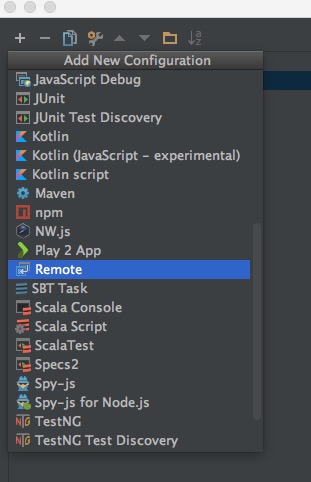 Add New Configuration
JavaScript Debug
JUnit
JUnit Test Discovery
Kotlin
Kotlin (JavaScript - experimental)
Kotlin script
Maven
npm
NW.js
Play 2 App
Remote
SBT Task
Scala Console
Scala Script
ScalaTest
Specs2
Spy-js
Spy-js for Node.js
TestNG
TestNG Test Discovery